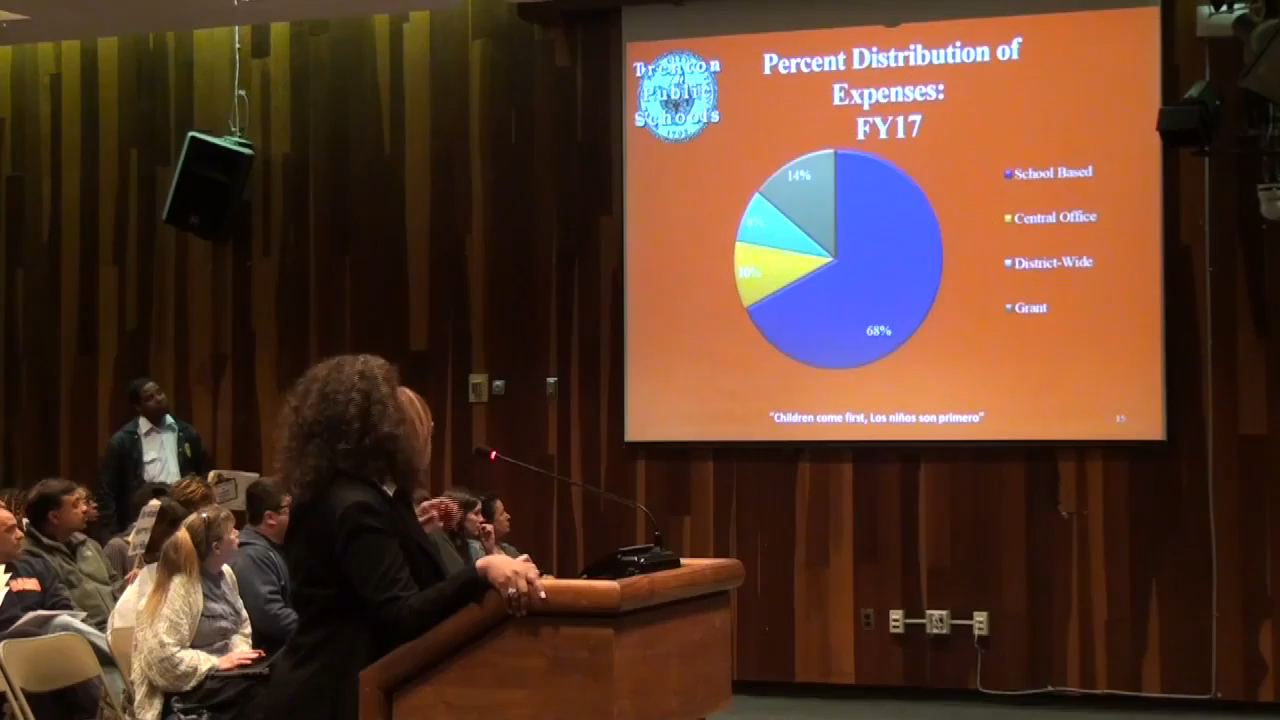 Trenton
Public
Schools
Percent Distribution of
Expenses:
FY17
14%
10%
68%
School Based
Central Office
District-Wide
Grant
"Children come first, Los niños son primero"
15